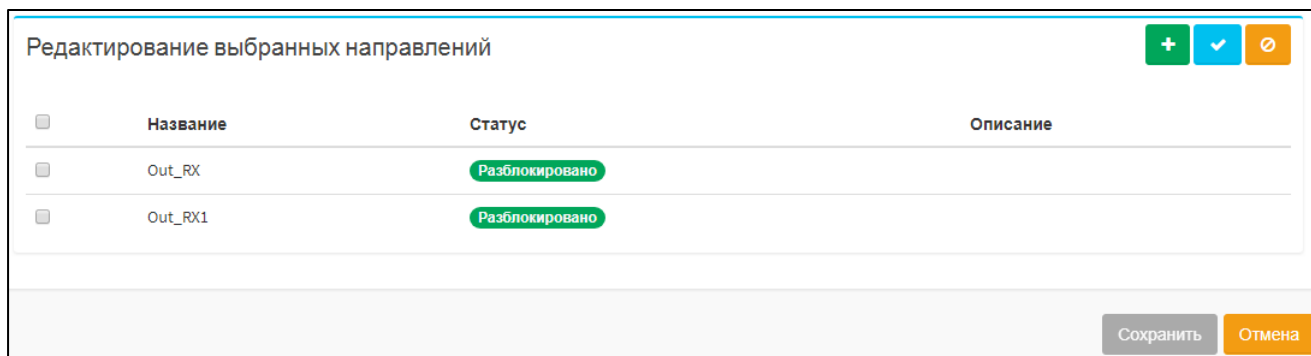 Редактирование выбранных направлений
Название Статус Описание
Out_RX Разблокировано
Out_RX1 Разблокировано
Сохранить Отмена